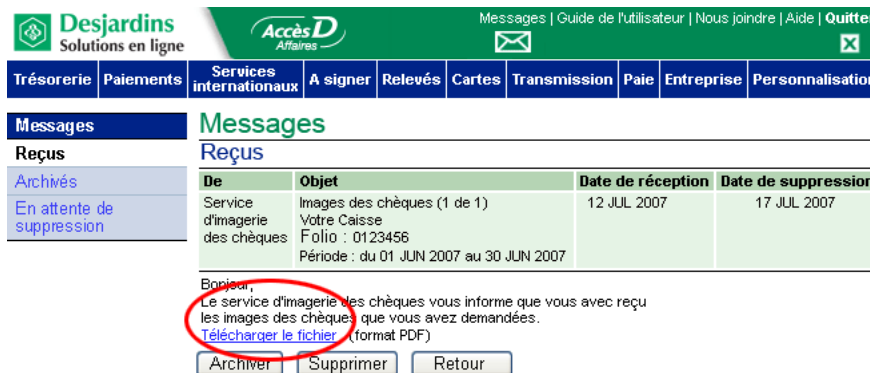 Desjardins
Solutions en ligne
AccèsD
Affaires
Messages | Guide de l'utilisateur | Nous joindre | Aide | Quitter
Trésorerie Paiements Services internationaux A signer Relevés Cartes Transmission Paie Entreprise Personnalisation
Messages
Reçus
Archivés
En attente de
suppression
Messages
Reçus
De Objet Date de réception Date de suppression
Service
d'imagerie
des chèques
Images des chèques (1 de 1)
Votre Caisse
Folio : 0123456
Période : du 01 JUN 2007 au 30 JUN 2007
12 JUL 2007
17 JUL 2007
Bonjour,
Le service d'imagerie des chèques vous informe que vous avec reçu
les images des chèques que vous avez demandées.
Télécharger le fichier (format PDF)
Archiver Supprimer Retour